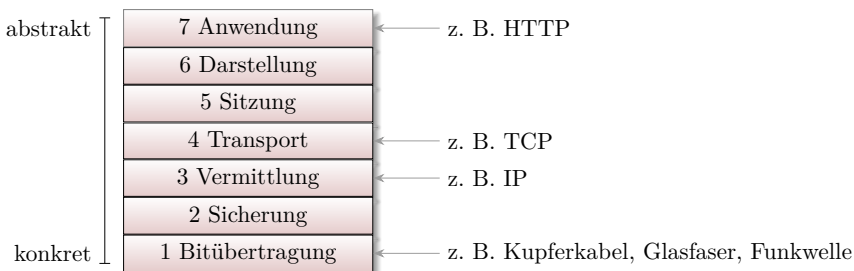 abstrakt 7 Anwendung z. B. HTTP
6 Darstellung
5 Sitzung
4 Transport z. B. TCP
3 Vermittlung z. B. IP
2 Sicherung
konkret 1 Bitübertragung z. B. Kupferkabel, Glasfaser, Funkwelle